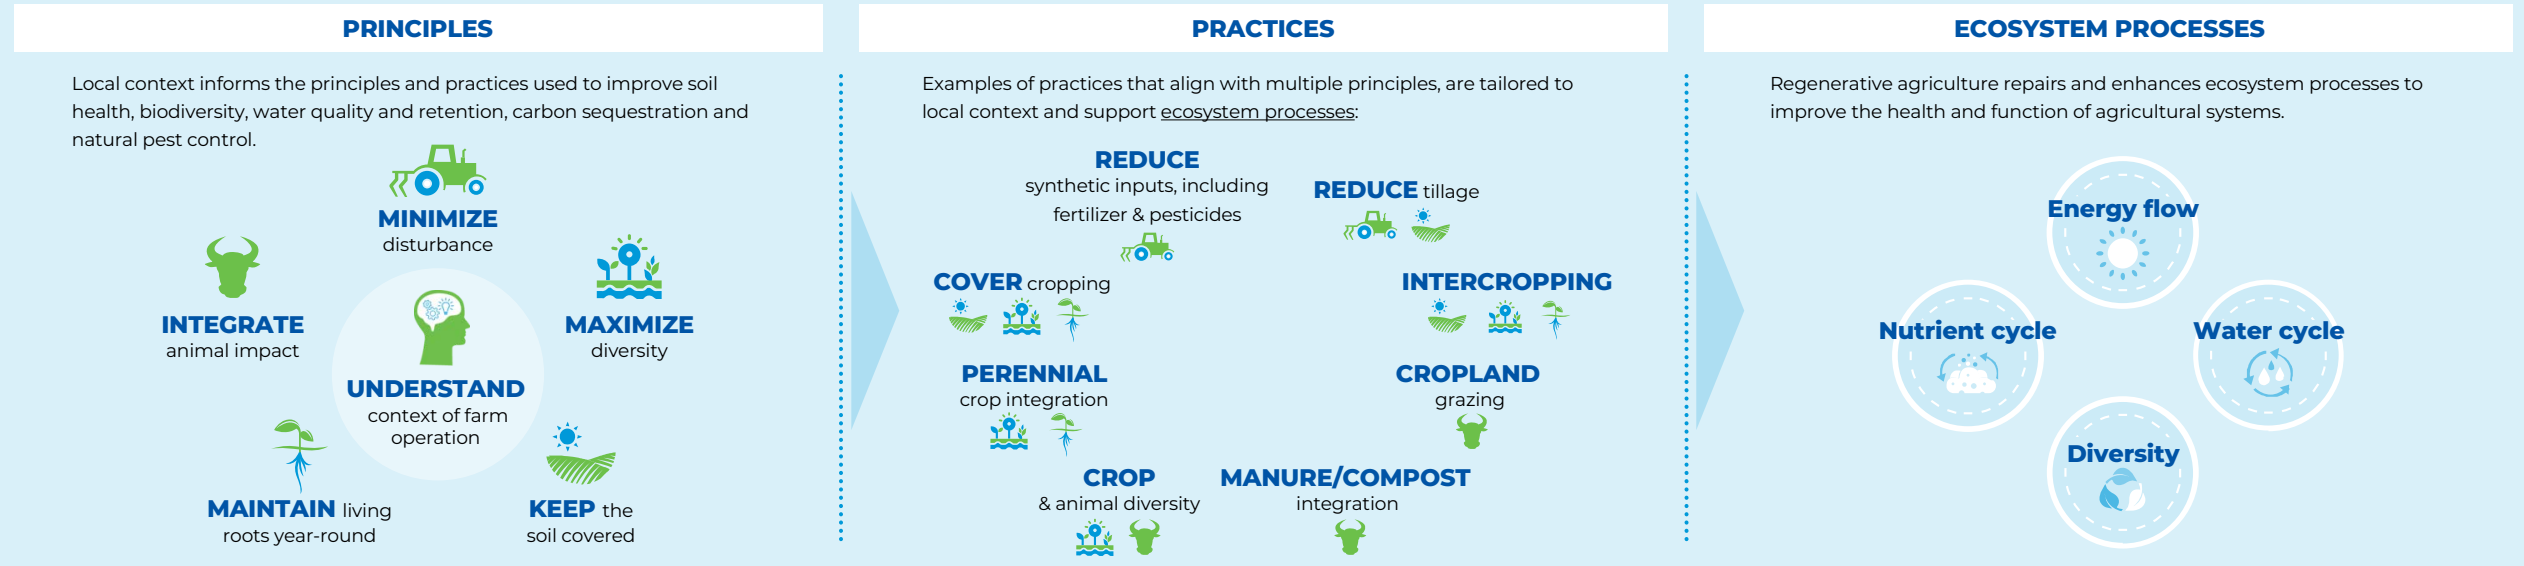 PRINCIPLES
Local context informs the principles and practices used to improve soil
health, biodiversity, water quality and retention, carbon sequestration and
natural pest control.
MINIMIZE
disturbance
INTEGRATE
animal impact
MAXIMIZE
diversity
UNDERSTAND
context of farm
operation
MAINTAIN living
roots year-round
KEEP the
soil covered
PRACTICES
Examples of practices that align with multiple principles, are tailored to
local context and support ecosystem processes:
REDUCE
synthetic inputs, including
fertilizer & pesticides
REDUCE tillage
COVER cropping
INTERCROPPING
PERENNIAL
crop integration
CROPLAND
grazing
CROP
& animal diversity
MANURE/COMPOST
integration
ECOSYSTEM PROCESSES
Regenerative agriculture repairs and enhances ecosystem processes to
improve the health and function of agricultural systems.
Energy flow
Nutrient cycle
Water cycle
Diversity